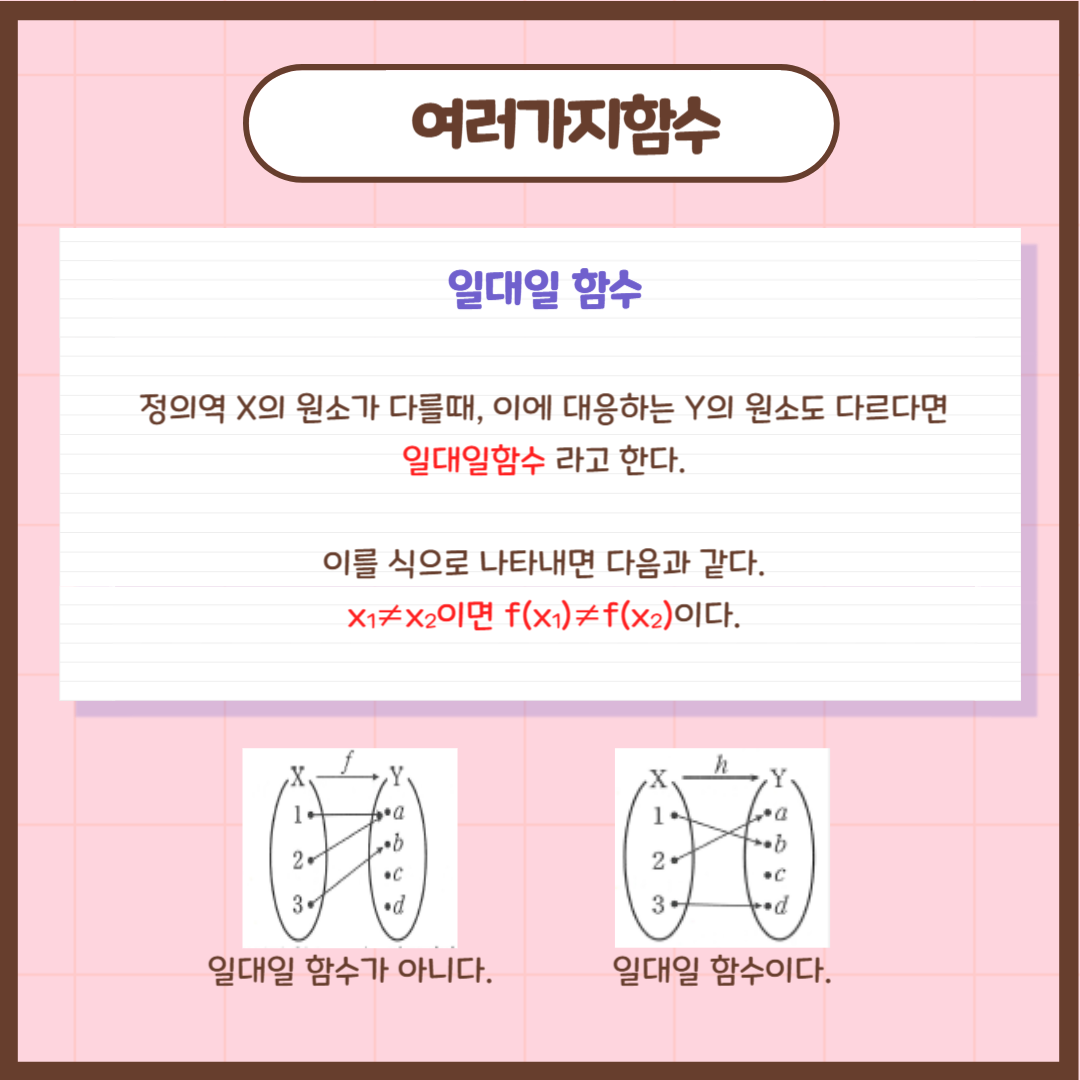 여러가지함수
일대일 함수
정의역 X의 원소가 다를때, 이에 대응하는 Y의 원소도 다르다면
일대일함수 라고 한다.
이를 식으로 나타내면 다음과 같다.
x₁≠x₂이면 f(x₁)≠f(x₂)이다.
X f Y
1 a
2 b
c
3 d
일대일 함수가 아니다.
X h Y
1 a
b
2 c
3 d
일대일 함수이다.